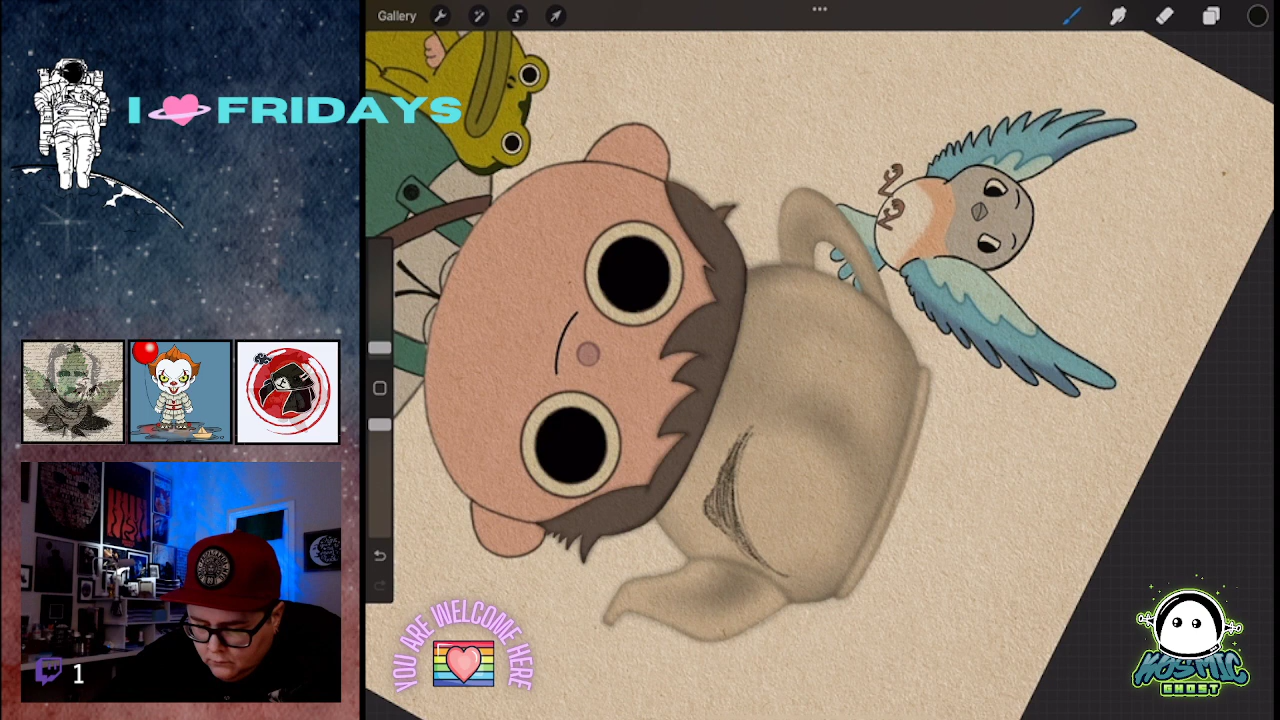 Gallery
I FRIDAYS
1
YOU ARE WELCOME HERE
KOSMIC
GHOST